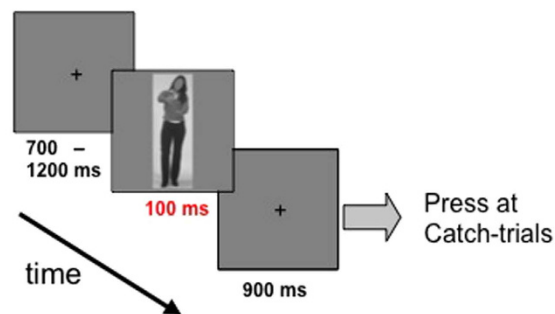 700 –
1200 ms
100 ms
900 ms
Press at
Catch-trials
time